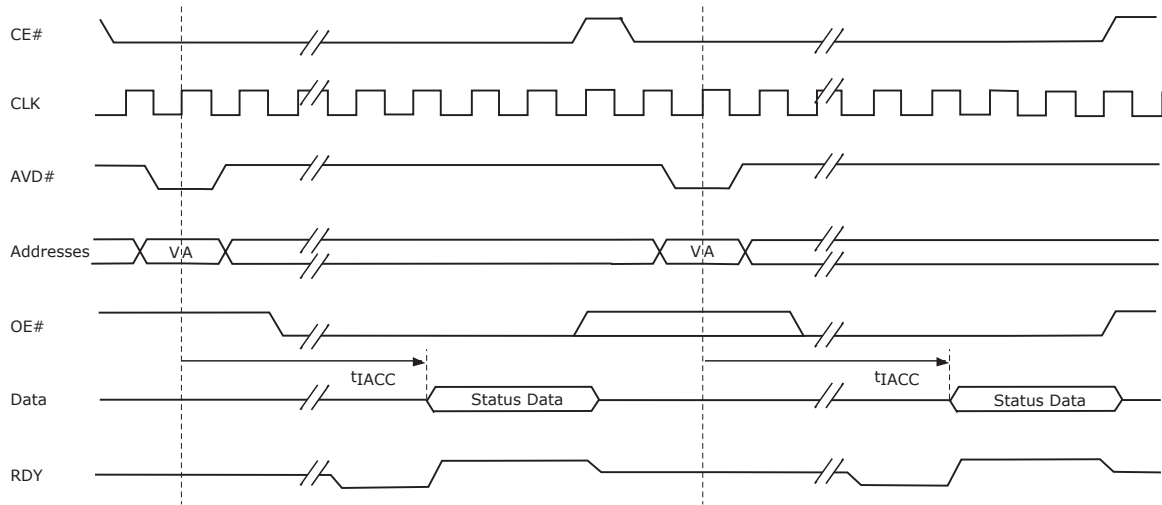 CE#
CLK
AVD#
Addresses VA VA
OE#
tIACC tIACC
Data Status Data Status Data
RDY